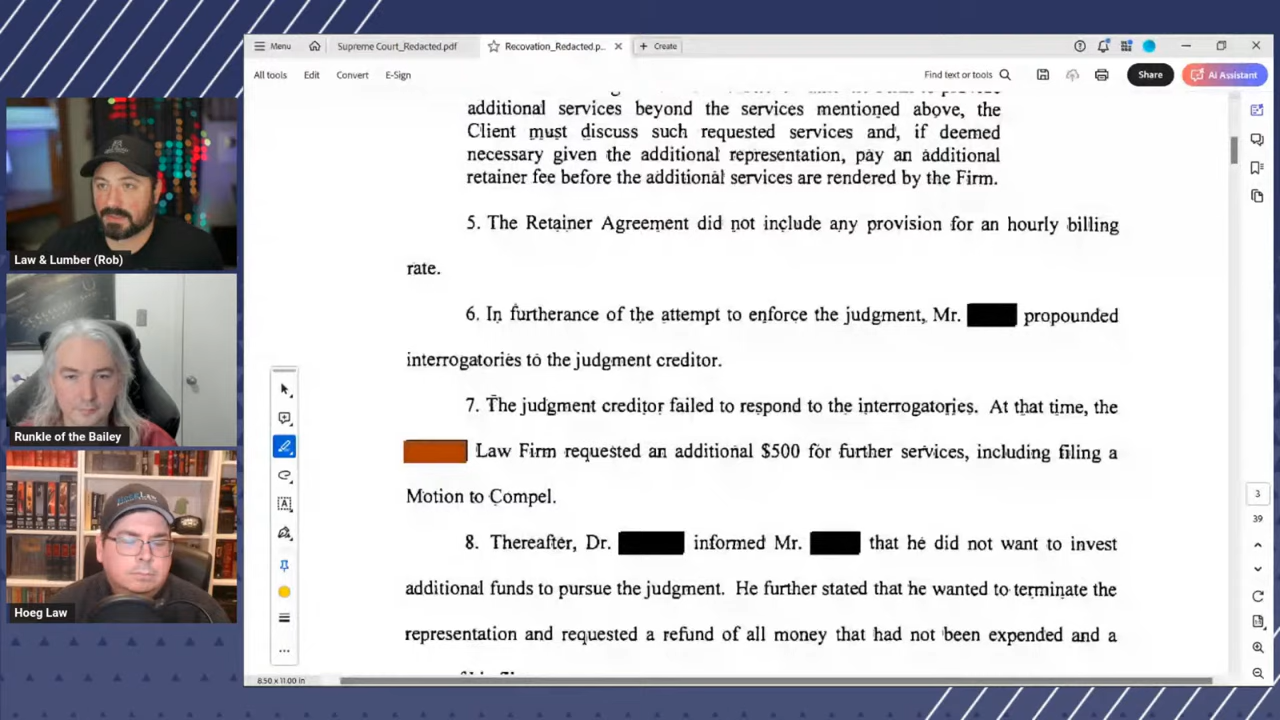 Menu
Supreme Court_Redacted.pdf
Recovation_Redacted.p...
Create
All tools
Edit
Convert
E-Sign
Find text or tools
Share
AI Assistant
additional services beyond the services mentioned above, the
Client must discuss such requested services and, if deemed
necessary given the additional representation, pay an additional
retainer fee before the additional services are rendered by the Firm.
5. The Retainer Agreement did not include any provision for an hourly billing
rate.
6. In furtherance of the attempt to enforce the judgment, Mr. propounded
interrogatories to the judgment creditor.
7. The judgment creditor failed to respond to the interrogatories. At that time, the
Law Firm requested an additional $500 for further services, including filing a
Motion to Compel.
8. Thereafter, Dr. informed Mr. that he did not want to invest
additional funds to pursue the judgment. He further stated that he wanted to terminate the
representation and requested a refund of all money that had not been expended and a
8.50 x 11.00 in
3
39
Law & Lumber (Rob)
Runkle of the Bailey
HOEG LAW
Hoeg Law